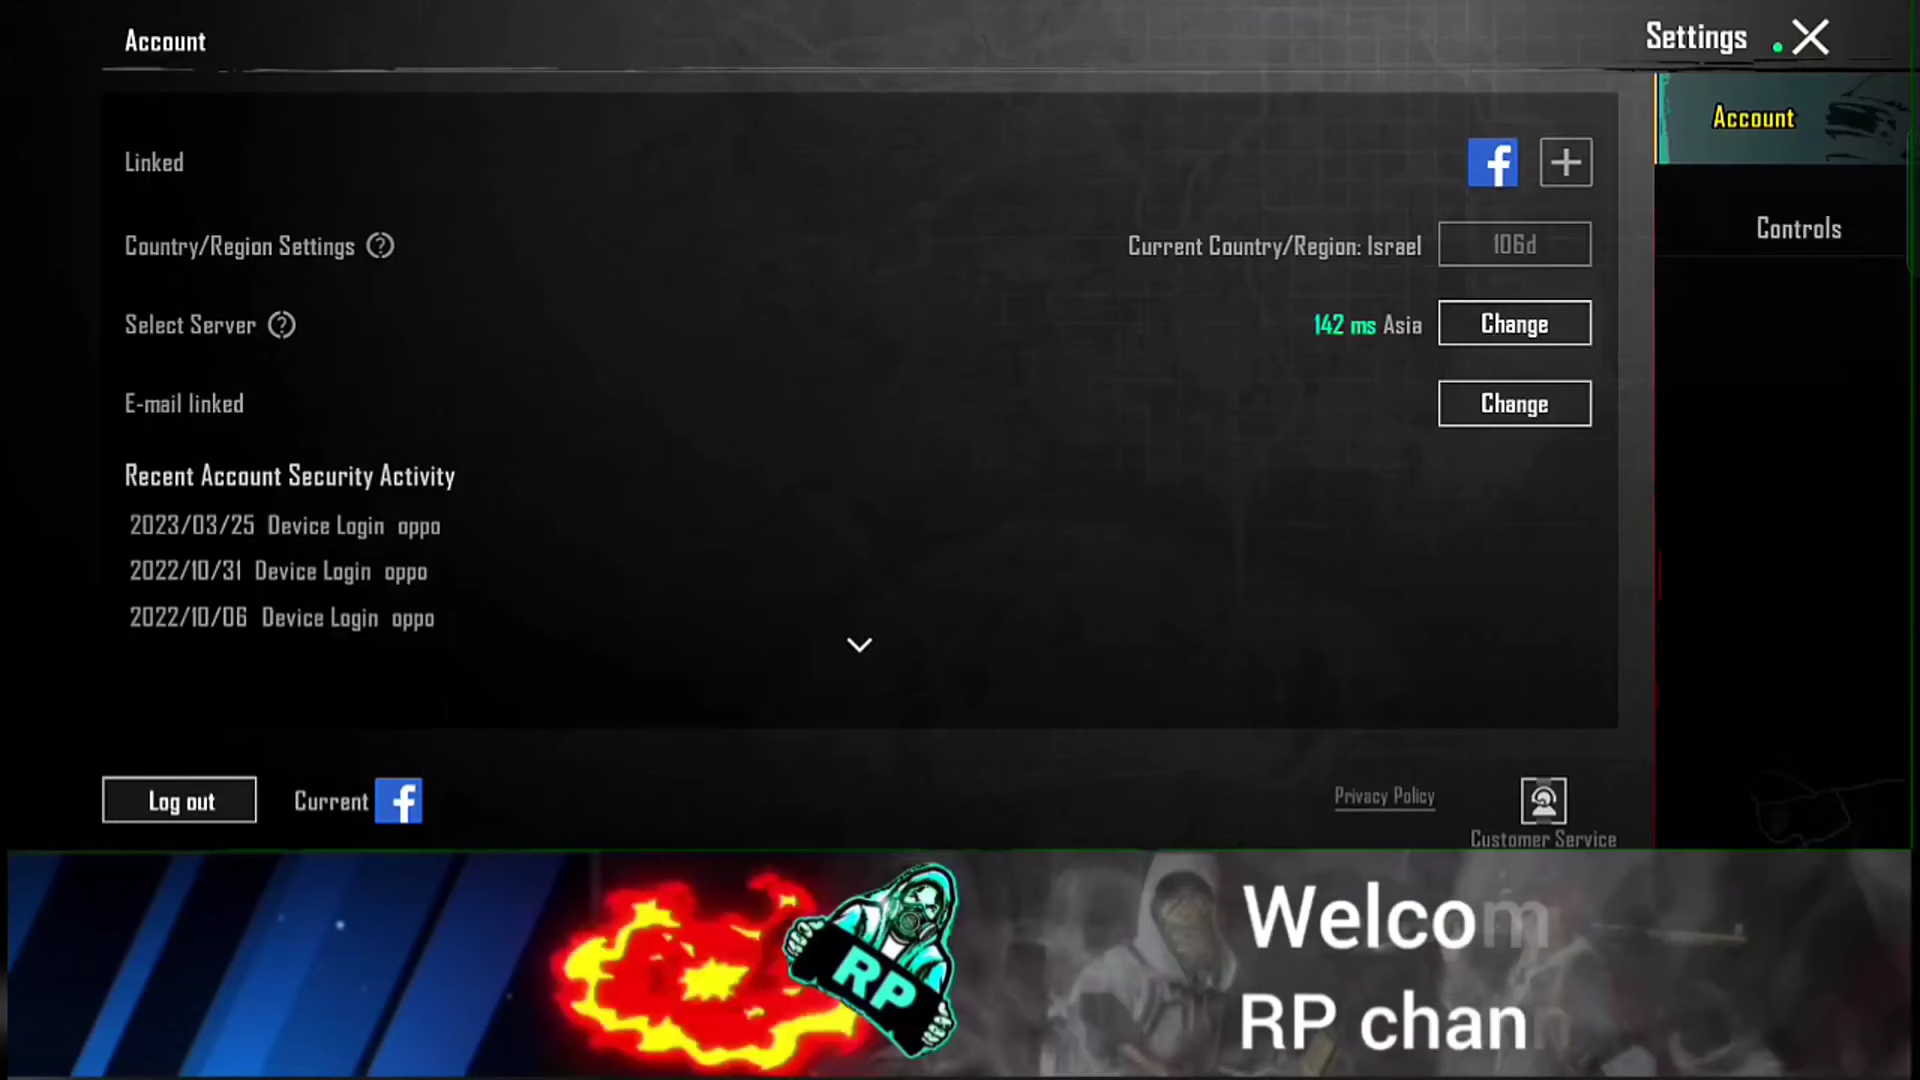 Account
Settings
Account
Linked
Controls
Country/Region Settings
Current Country/Region: Israel 106d
Select Server
142 ms Asia Change
E-mail linked
Change
Recent Account Security Activity
2023/03/25 Device Login oppo
2022/10/31 Device Login oppo
2022/10/06 Device Login oppo
Log out Current
Privacy Policy
Customer Service
RP
Welcom
RP chan